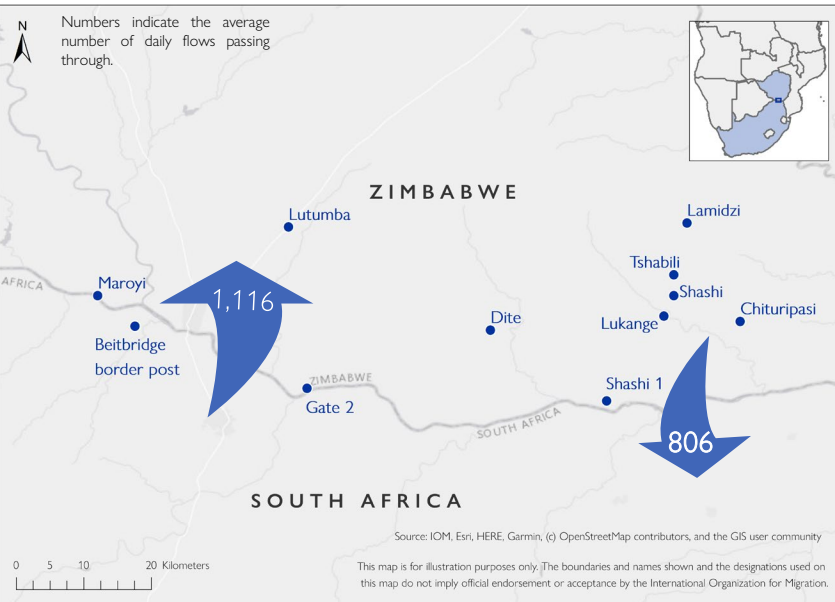 N
Numbers indicate the average
number of daily flows passing
through.
ZIMBABWE
Lutumba
Lamidzi
Tshabili
Shashi
Chituripasi
Lukange
AFRICA
Maroyi
1,116
Beitbridge
border post
Dite
ZIMBABWE
Gate 2
Shashi 1
SOUTH AFRICA
806
SOUTH AFRICA
Source: IOM, Esri, HERE, Garmin, (c) OpenStreetMap contributors, and the GIS user community
0 5 10 20 Kilometers
This map is for illustration purposes only. The boundaries and names shown and the designations used on
this map do not imply official endorsement or acceptance by the International Organization for Migration.